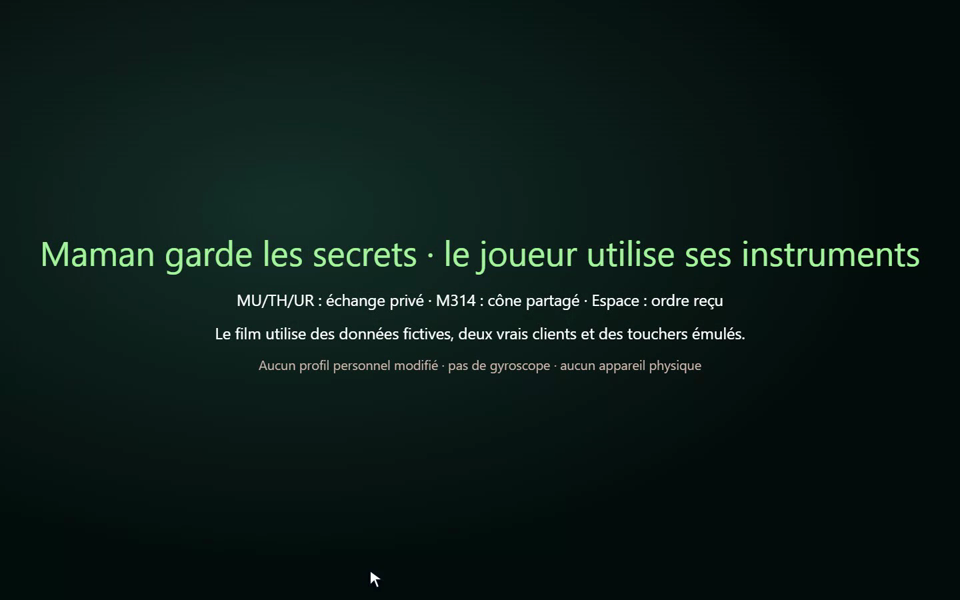 Maman garde les secrets · le joueur utilise ses instruments
MU/TH/UR : échange privé · M314 : cône partagé · Espace : ordre reçu
Le film utilise des données fictives, deux vrais clients et des touchers émulés.
Aucun profil personnel modifié · pas de gyroscope · aucun appareil physique